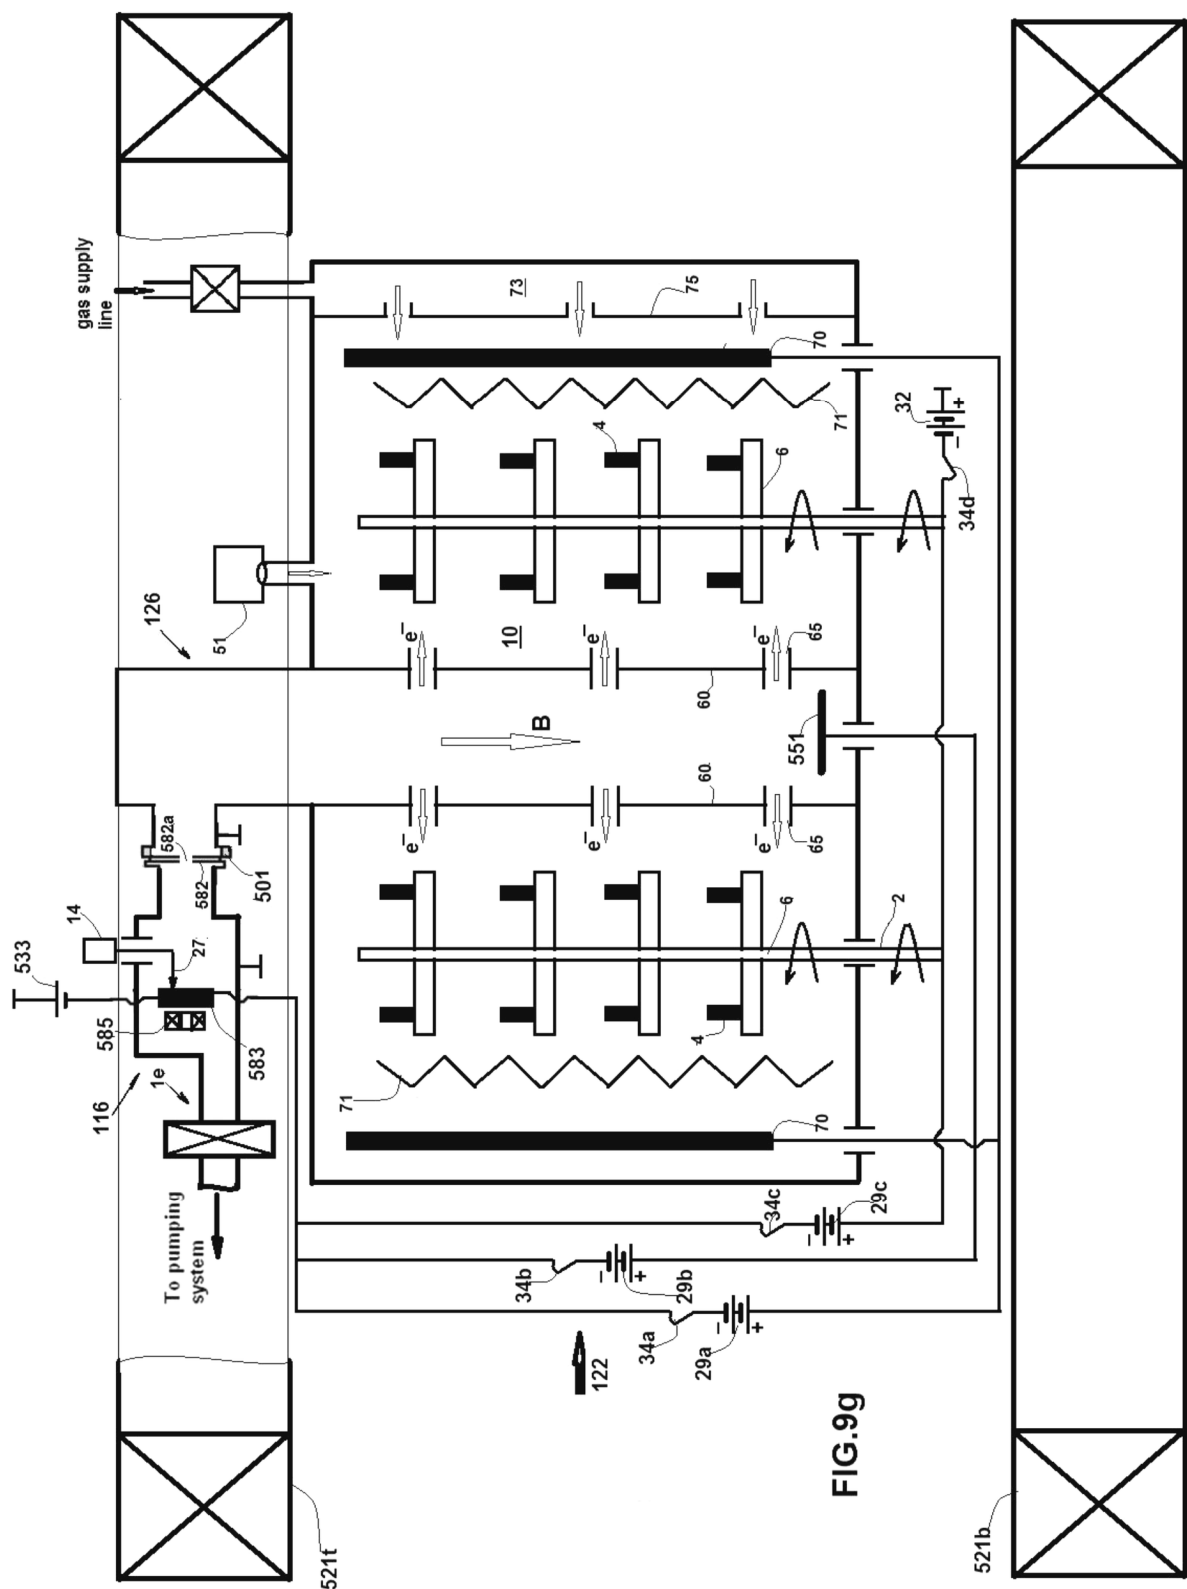 521t
To pumping
system
116
1e
585
583
533
14
27
582a
582
501
126
51
gas supply
line
122
FIG.9g
34a
29a
- +
34b
29b
- +
34c
29c
- +
71
70
4
6
2
e-
e-
e-
65
60
B
551
60
65
e-
e-
e-
10
4
6
71
70
73
75
34d
32
- +
521b